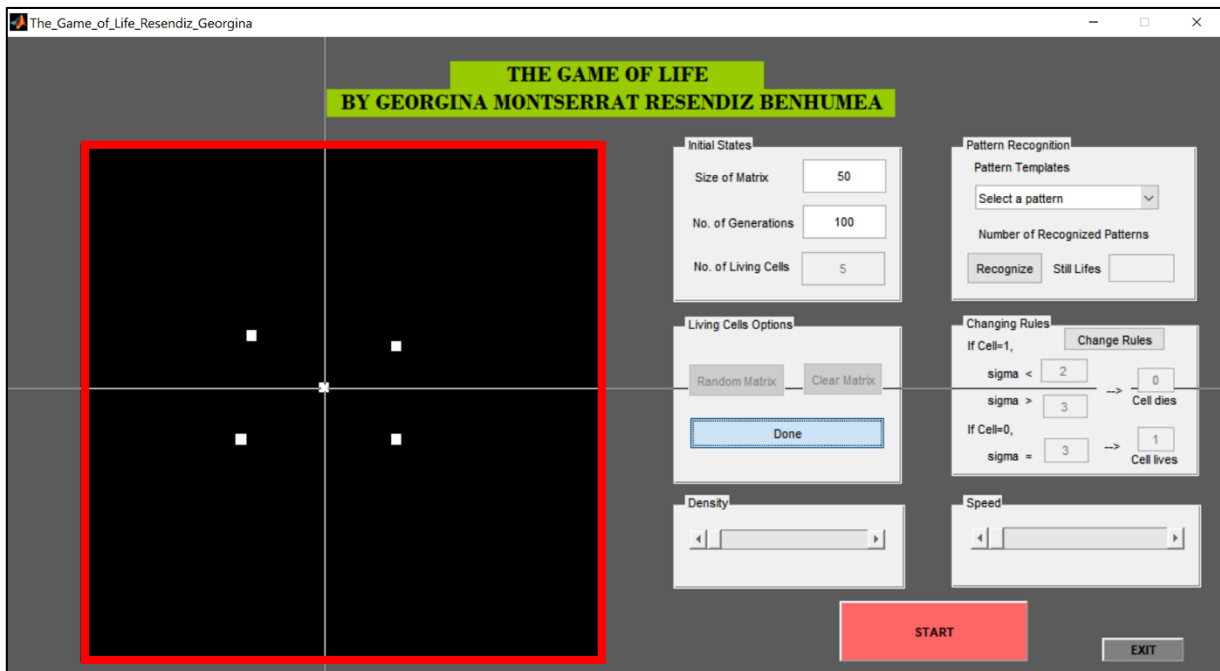 The_Game_of_Life_Resendiz_Georgina
THE GAME OF LIFE
BY GEORGINA MONTSERRAT RESENDIZ BENHUMEA
Initial States
Size of Matrix 50
No. of Generations 100
No. of Living Cells 5
Pattern Recognition
Pattern Templates
Select a pattern
Number of Recognized Patterns
Recognize Still Lifes
Living Cells Options
Random Matrix Clear Matrix
Done
Changing Rules
If Cell=1, Change Rules
sigma < 2
--> 0
sigma > 3 Cell dies
If Cell=0,
sigma = 3 --> 1
Cell lives
Density
Speed
START
EXIT